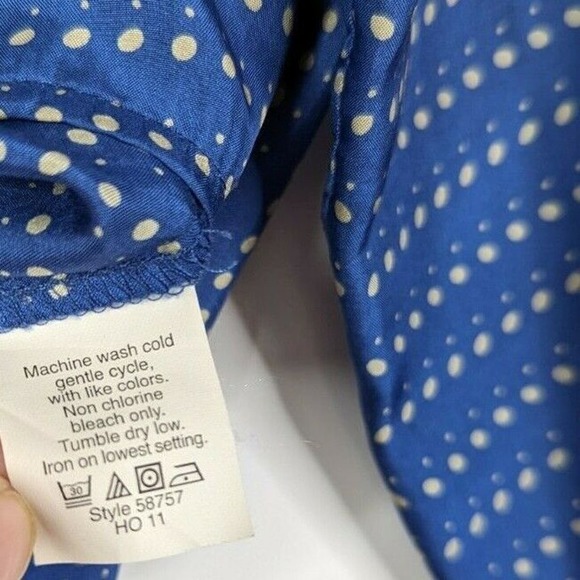 Machine wash cold
gentle cycle,
with like colors.
Non chlorine
bleach only.
Tumble dry low.
Iron on lowest setting.
30
Style 58757
HO 11